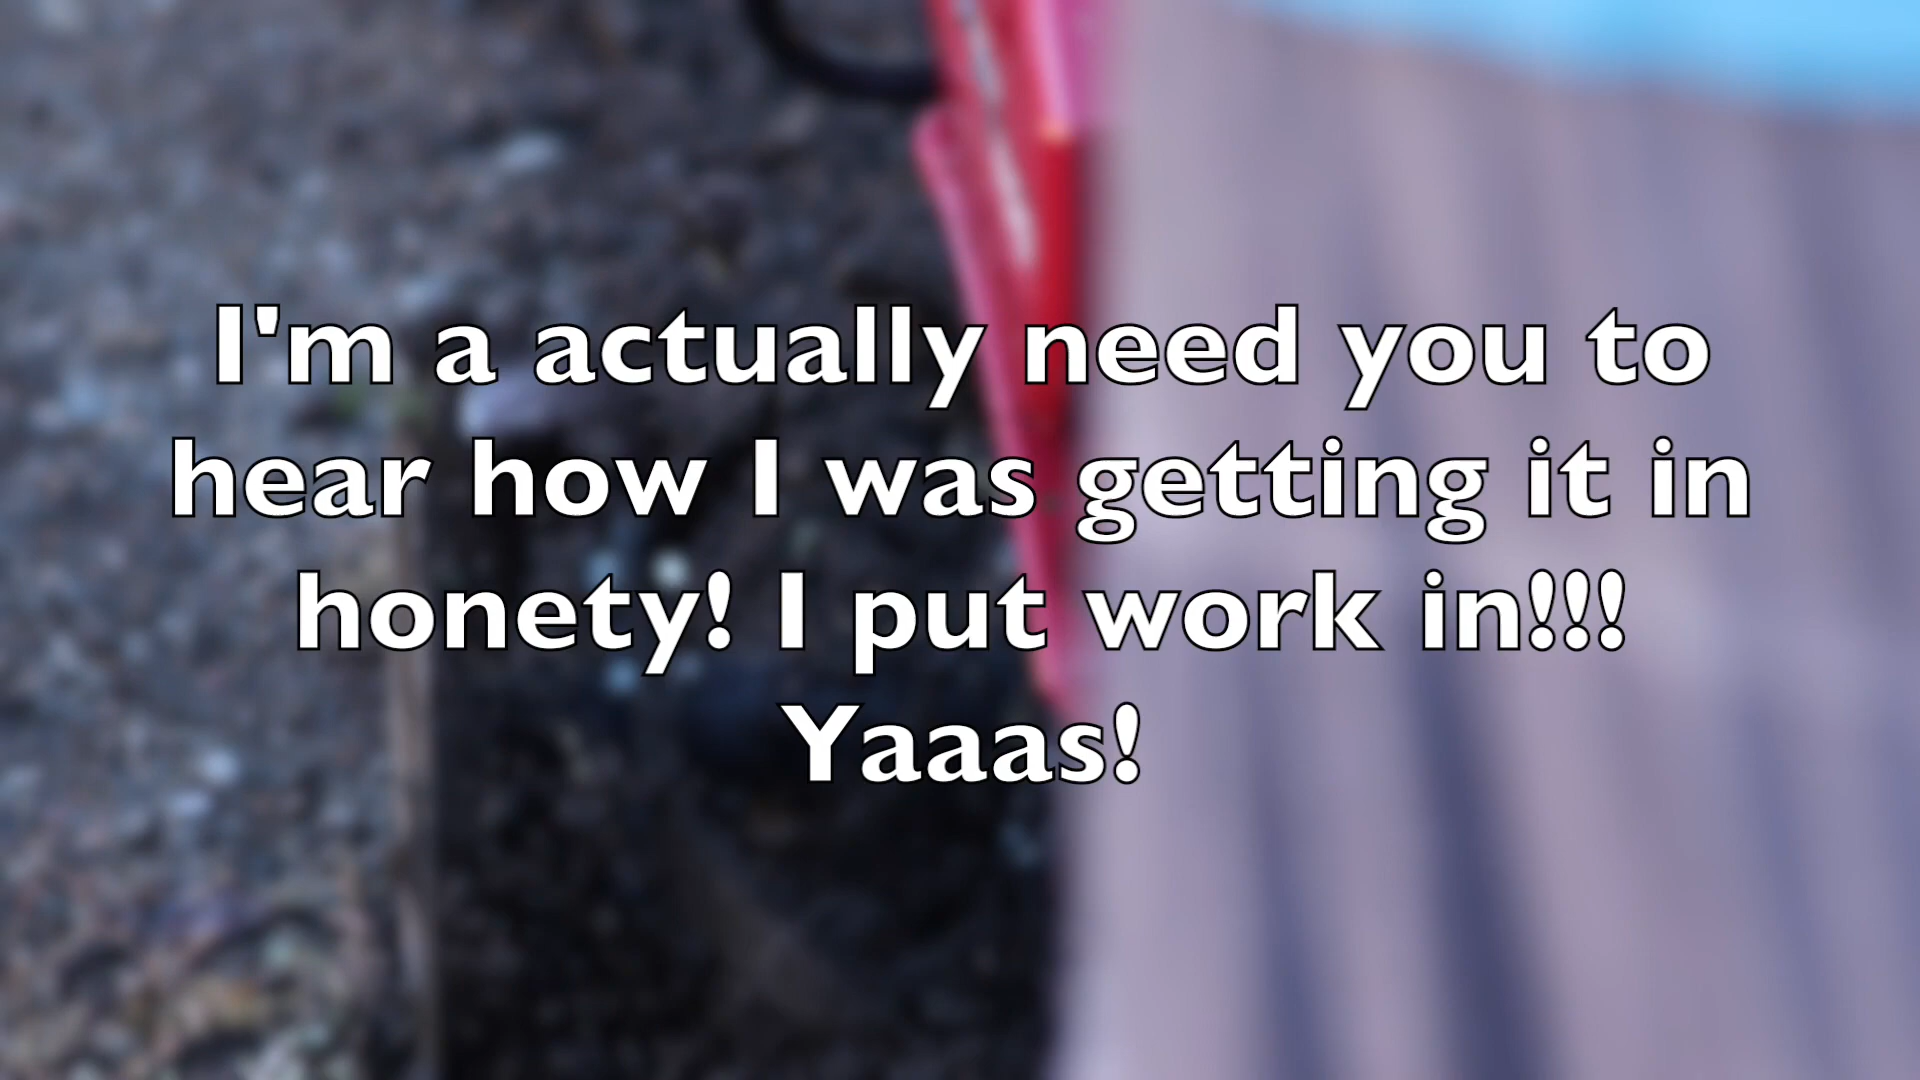 I'm a actually need you to
hear how I was getting it in
honety! I put work in!!!
Yaaas!